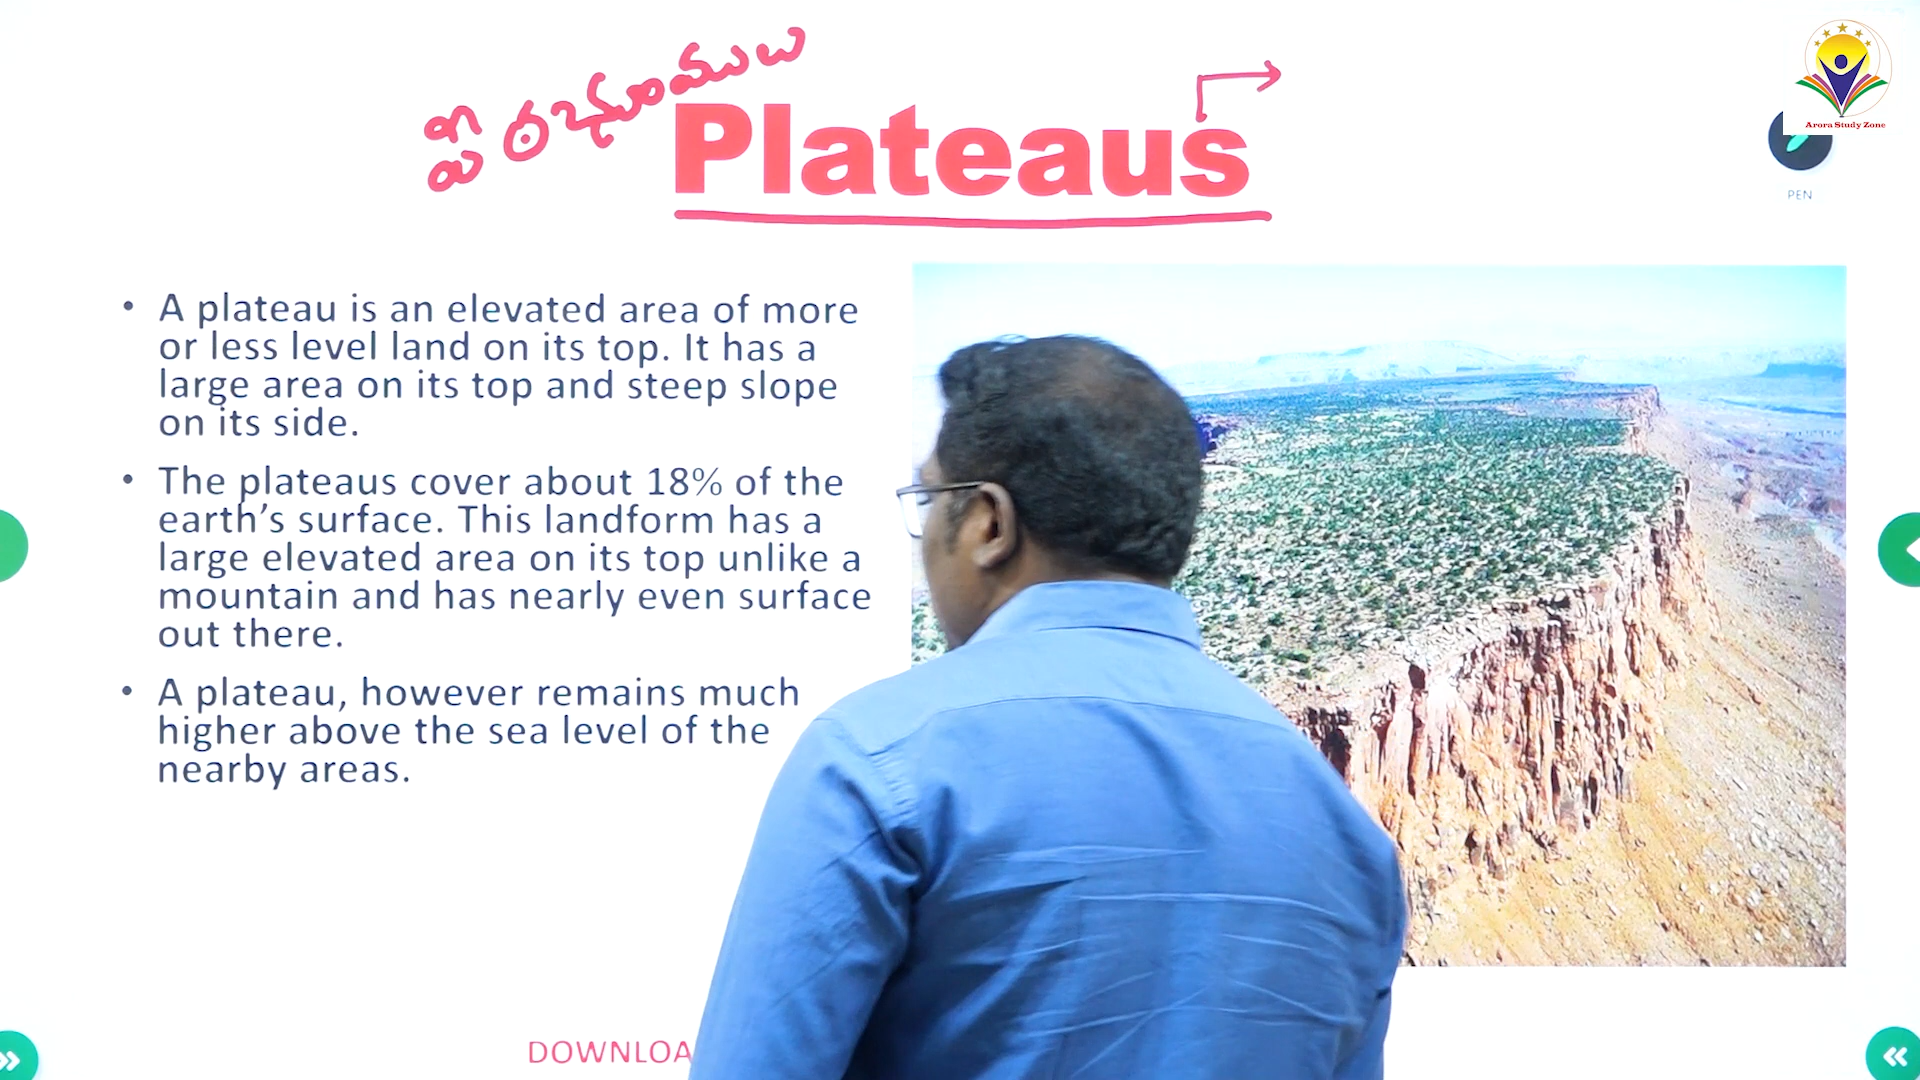 పీఠభూములు
Plateaus
Arora Study Zone
PEN
• A plateau is an elevated area of more
or less level land on its top. It has a
large area on its top and steep slope
on its side.
• The plateaus cover about 18% of the
earth’s surface. This landform has a
large elevated area on its top unlike a
mountain and has nearly even surface
out there.
• A plateau, however remains much
higher above the sea level of the
nearby areas.
DOWNLOA